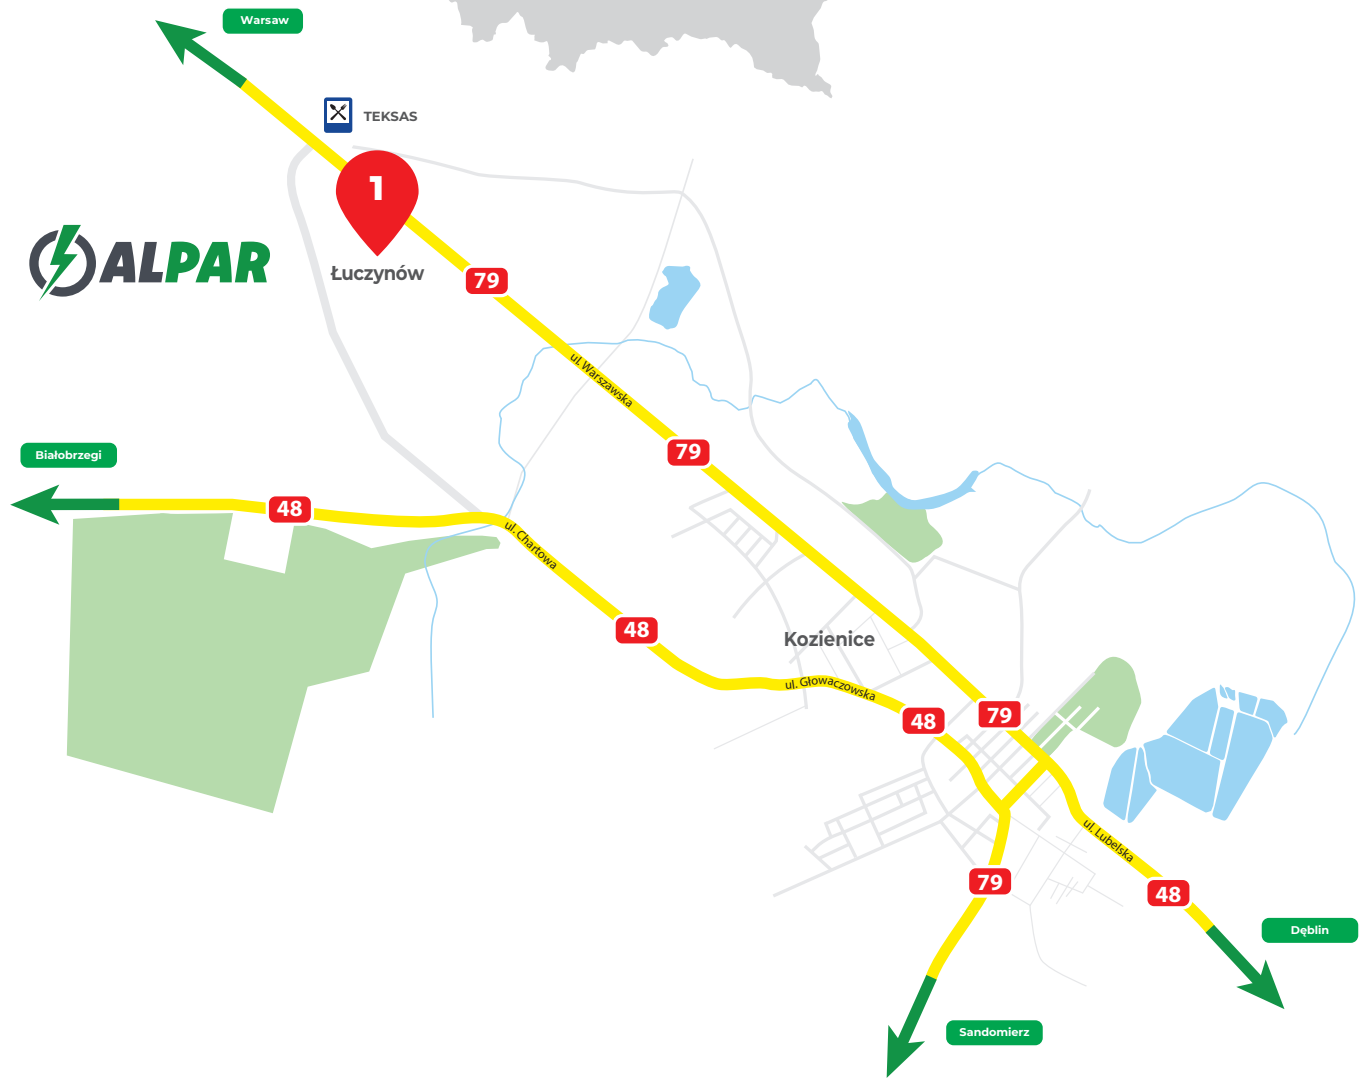 Warsaw
TEKSAS
1
ALPAR
Łuczynów
79
ul. Warszawska
Białobrzegi
79
48
ul. Chartowa
48
Kozienice
ul. Głowaczowska
48
79
ul. Lubelska
79
48
Dęblin
Sandomierz